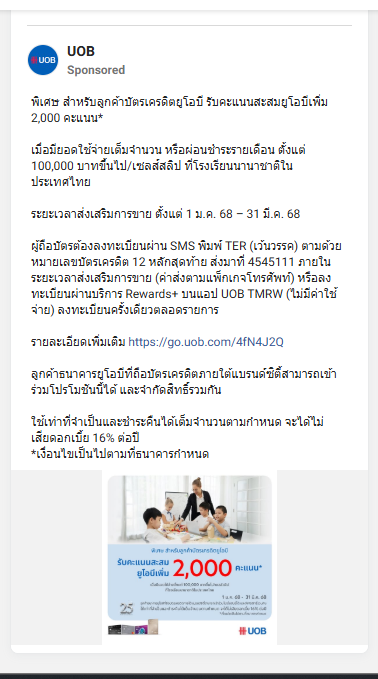 UOB
UOB
Sponsored
พิเศษ สำหรับลูกค้าบัตรเครดิตยูโอบี รับคะแนนสะสมยูโอบีเพิ่ม
2,000 คะแนน*
เมื่อมียอดใช้จ่ายเต็มจำนวน หรือผ่อนชำระรายเดือน ตั้งแต่
100,000 บาทขึ้นไป/เซลส์สลิป ที่โรงเรียนนานาชาติใน
ประเทศไทย
ระยะเวลาส่งเสริมการขาย ตั้งแต่ 1 ม.ค. 68 – 31 มี.ค. 68
ผู้ถือบัตรต้องลงทะเบียนผ่าน SMS พิมพ์ TER (เว้นวรรค) ตามด้วย
หมายเลขบัตรเครดิต 12 หลักสุดท้าย ส่งมาที่ 4545111 ภายใน
ระยะเวลาส่งเสริมการขาย (ค่าส่งตามแพ็กเกจโทรศัพท์) หรือลง
ทะเบียนผ่านบริการ Rewards+ บนแอป UOB TMRW (ไม่มีค่าใช้
จ่าย) ลงทะเบียนครั้งเดียวตลอดรายการ
รายละเอียดเพิ่มเติม https://go.uob.com/4fN4J2Q
ลูกค้าธนาคารยูโอบีที่ถือบัตรเครดิตภายใต้แบรนด์ซิตี้สามารถเข้า
ร่วมโปรโมชันนี้ได้ และจำกัดสิทธิ์รวมกัน
ใช้เท่าที่จำเป็นและชำระคืนได้เต็มจำนวนตามกำหนด จะได้ไม่
เสียดอกเบี้ย 16% ต่อปี
*เงื่อนไขเป็นไปตามที่ธนาคารกำหนด
พิเศษ สำหรับลูกค้าบัตรเครดิตยูโอบี
รับคะแนนสะสม
ยูโอบีเพิ่ม 2,000 คะแนน*
1 ม.ค. 68 - 31 มี.ค. 68
25
UOB